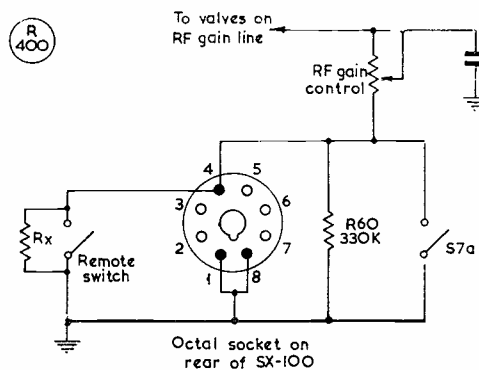 R
400
To valves on
RF gain line
RF gain
control
4
5
3
6
2
7
1
8
Rx
Remote
switch
R60
330K
S7a
Octal socket on
rear of SX-100